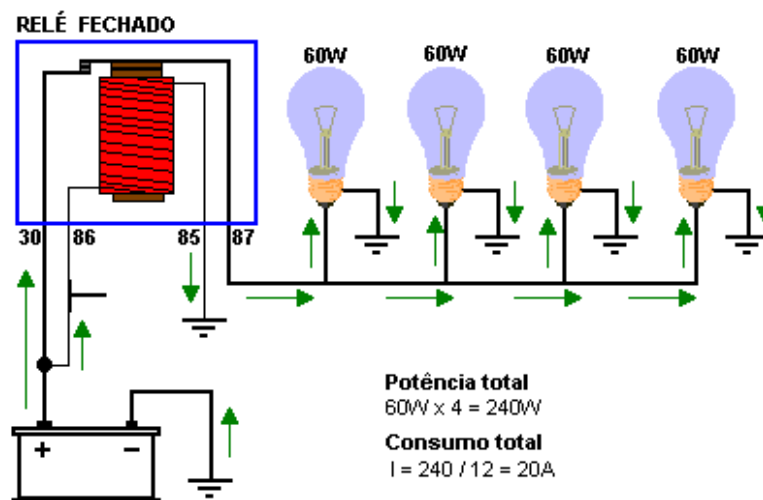 RELÉ FECHADO
60W 60W 60W 60W
30 86 85 87
Potência total
60W x 4 = 240W
Consumo total
I = 240 / 12 = 20A
+ −